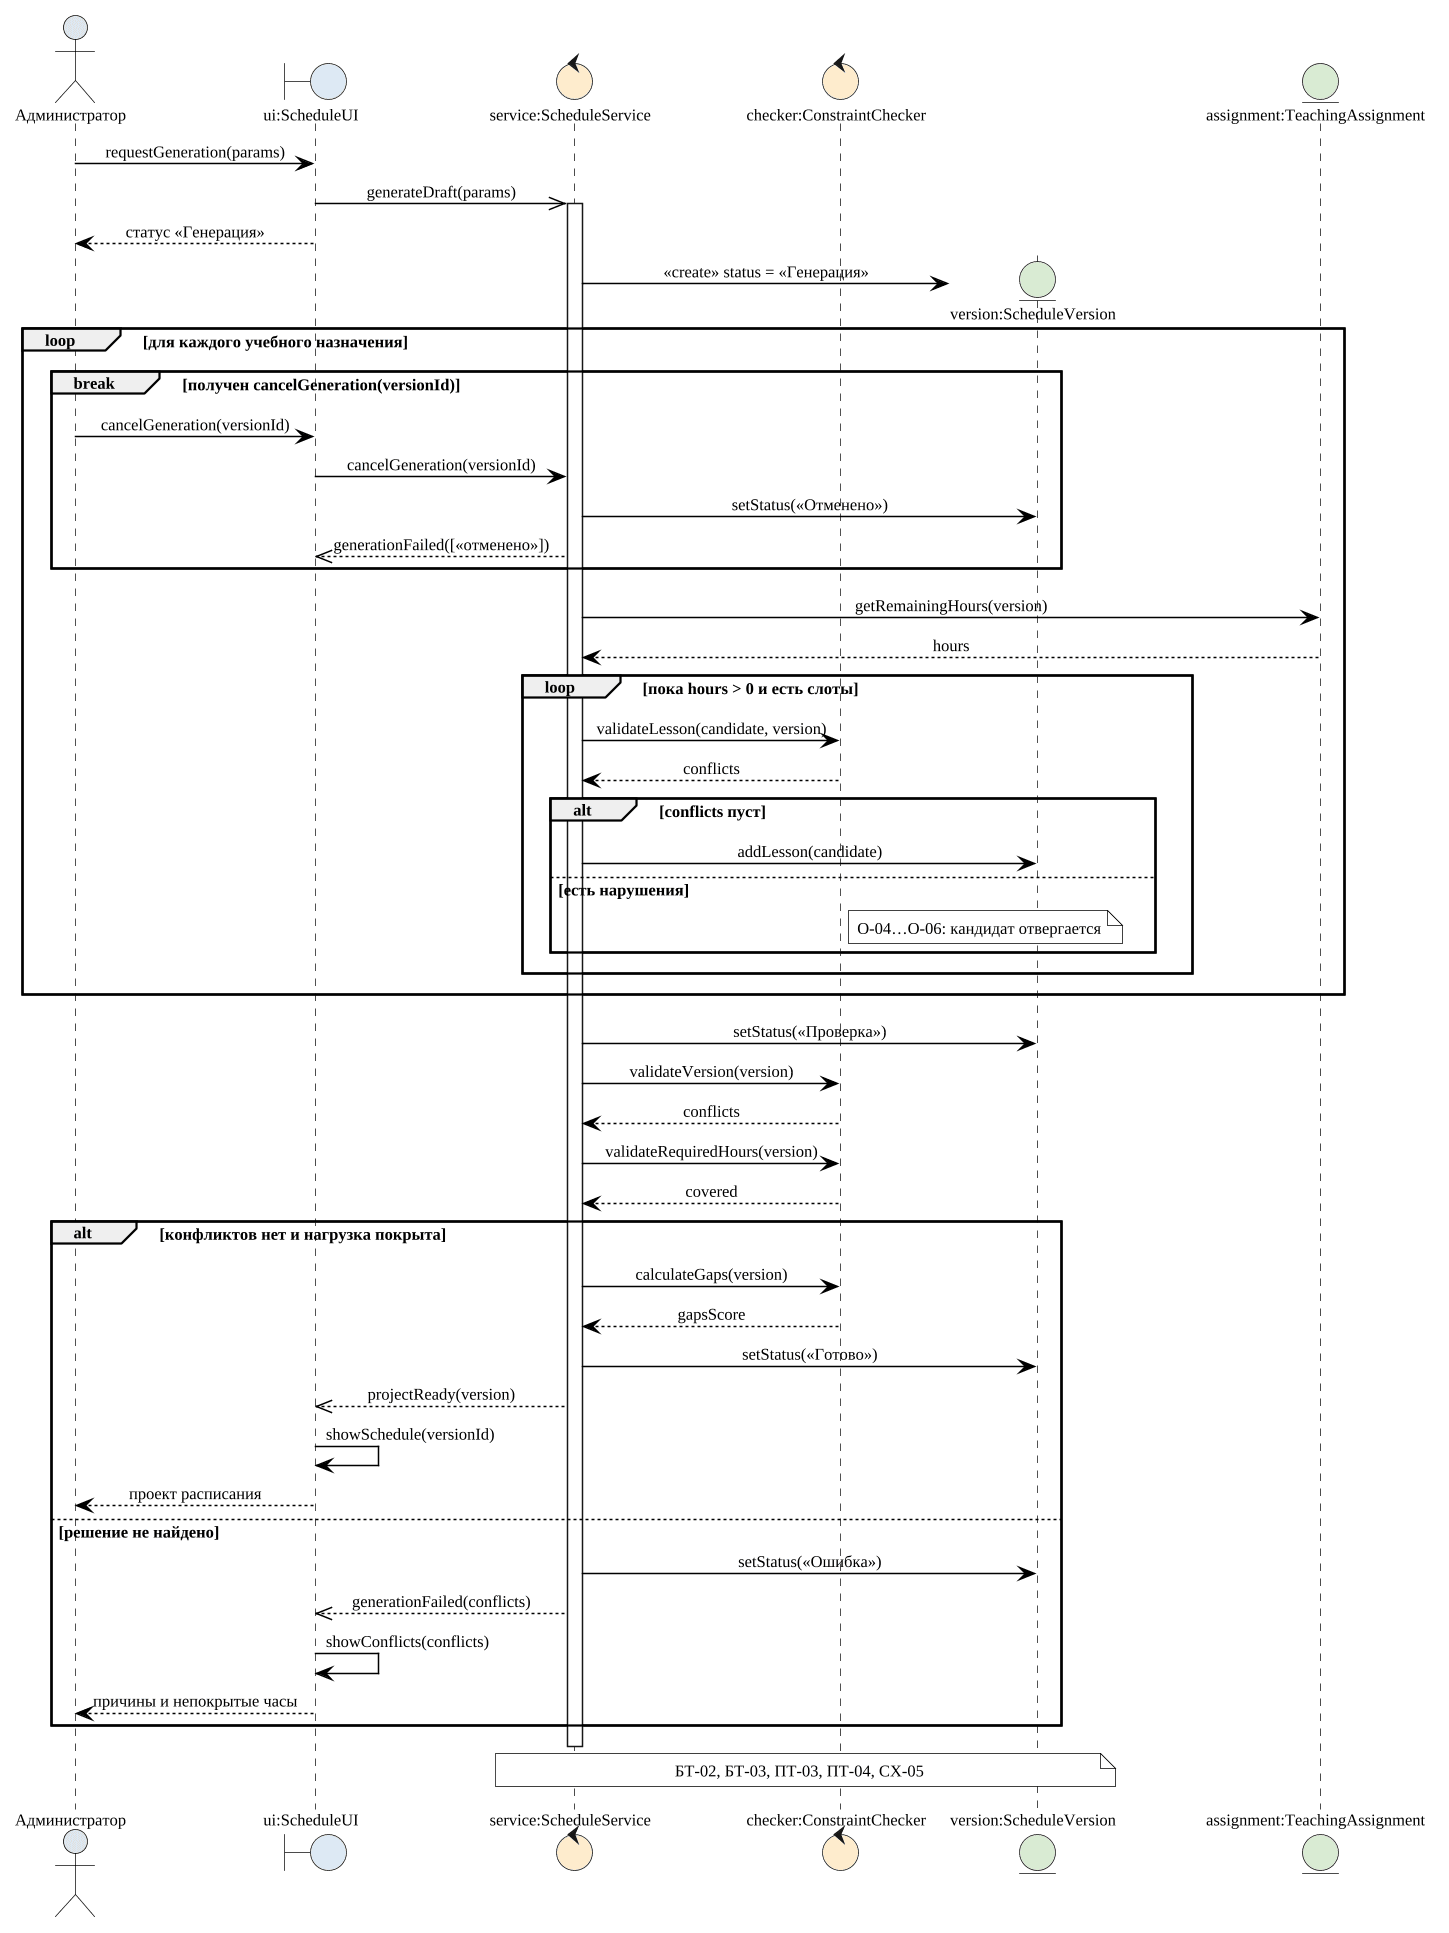 Администратор
ui:ScheduleUI
service:ScheduleService
checker:ConstraintChecker
assignment:TeachingAssignment
requestGeneration(params)
generateDraft(params)
статус «Генерация»
«create» status = «Генерация»
version:ScheduleVersion
loop [для каждого учебного назначения]
break [получен cancelGeneration(versionId)]
cancelGeneration(versionId)
cancelGeneration(versionId)
setStatus(«Отменено»)
generationFailed([«отменено»])
getRemainingHours(version)
hours
loop [пока hours > 0 и есть слоты]
validateLesson(candidate, version)
conflicts
alt [conflicts пуст]
addLesson(candidate)
[есть нарушения]
О-04…О-06: кандидат отвергается
setStatus(«Проверка»)
validateVersion(version)
conflicts
validateRequiredHours(version)
covered
alt [конфликтов нет и нагрузка покрыта]
calculateGaps(version)
gapsScore
setStatus(«Готово»)
projectReady(version)
showSchedule(versionId)
проект расписания
[решение не найдено]
setStatus(«Ошибка»)
generationFailed(conflicts)
showConflicts(conflicts)
причины и непокрытые часы
БТ-02, БТ-03, ПТ-03, ПТ-04, СХ-05
Администратор
ui:ScheduleUI
service:ScheduleService
checker:ConstraintChecker
version:ScheduleVersion
assignment:TeachingAssignment